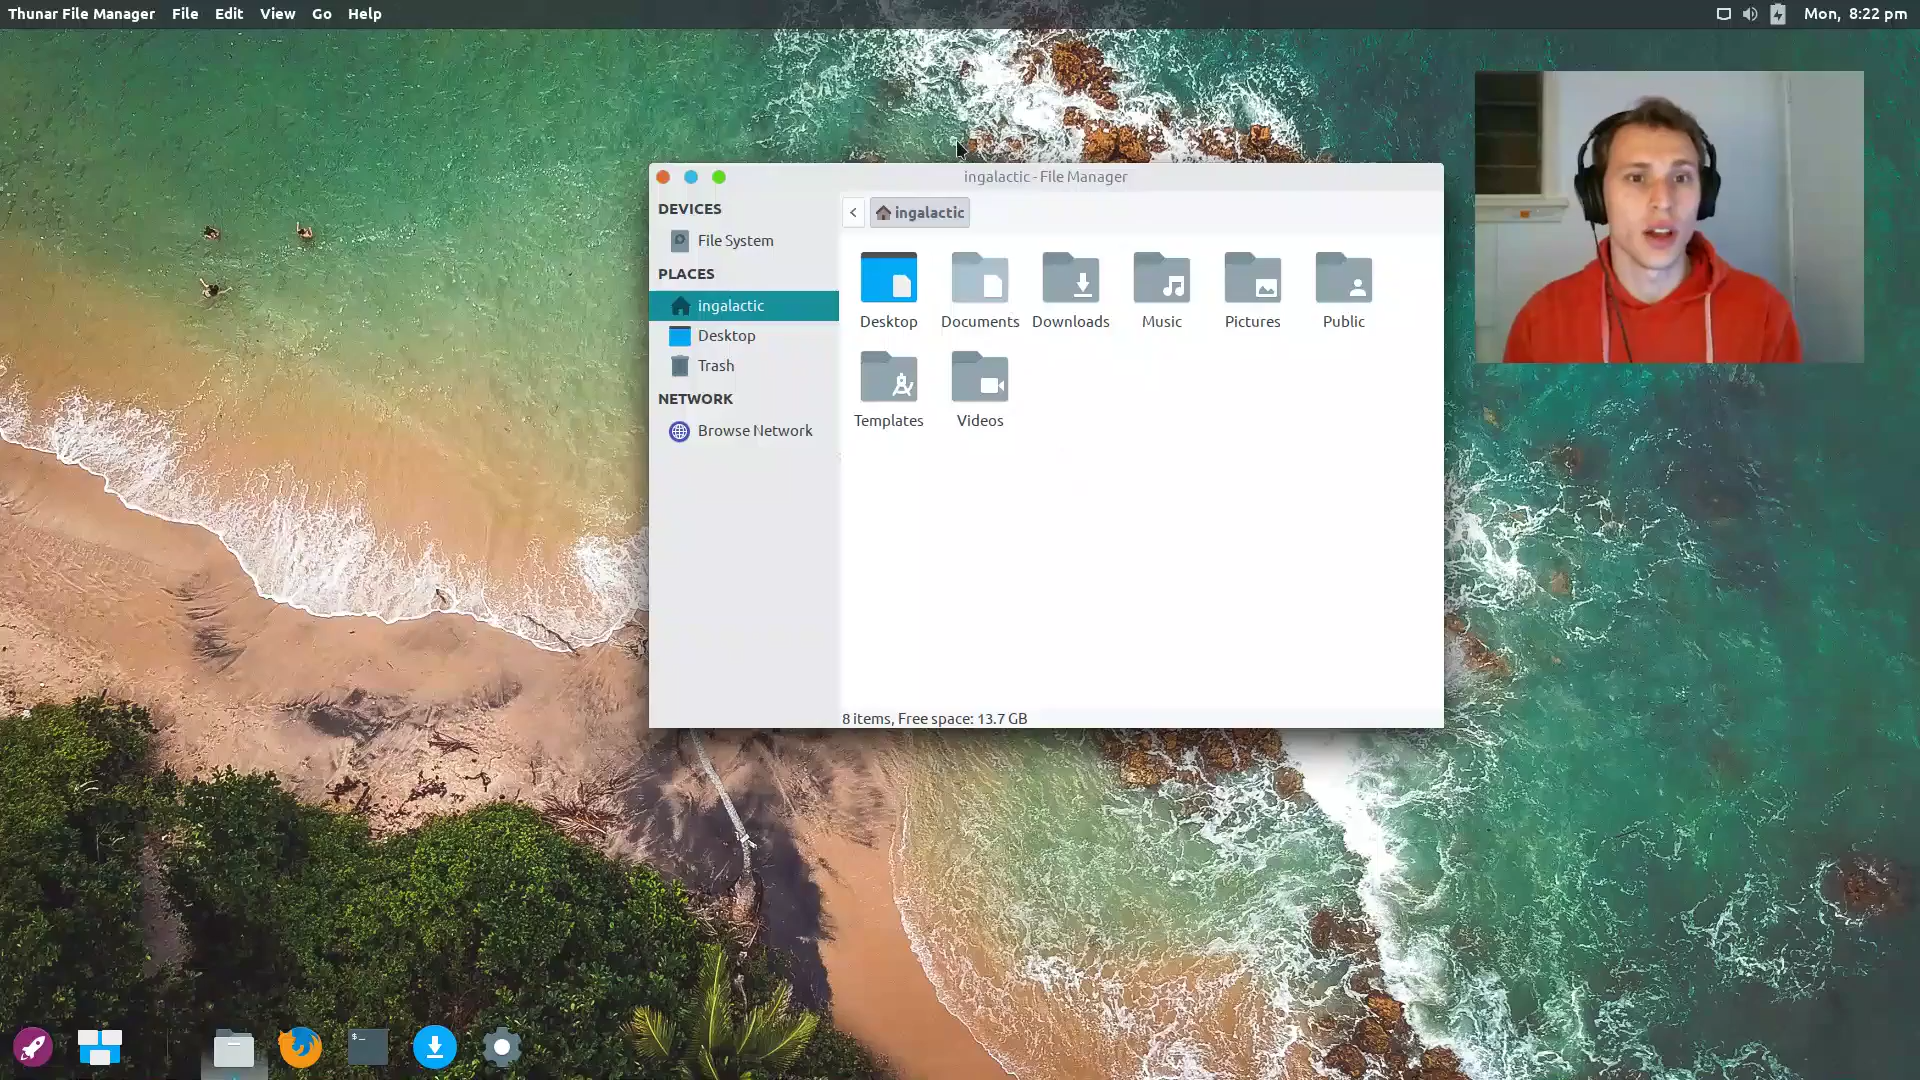 Thunar File Manager File Edit View Go Help
Mon, 8:22 pm
ingalactic - File Manager
DEVICES
File System
PLACES
ingalactic
Desktop
Trash
NETWORK
Browse Network
ingalactic
Desktop Documents Downloads Music Pictures Public
Templates Videos
8 items, Free space: 13.7 GB
$_